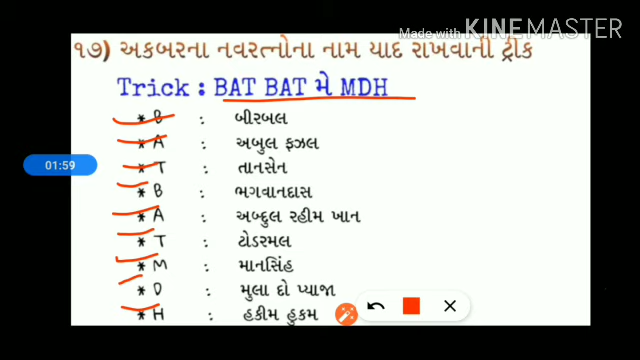 Made with KINEMASTER
૧૭) અકબરના નવરત્નોના નામ યાદ રાખવાની ટ્રીક
Trick : BAT BAT મે MDH
* B : બીરબલ
* A : અબુલ ફઝલ
01:59
* T : તાનસેન
* B : ભગવાનદાસ
* A : અબ્દુલ રહીમ ખાન
* T : ટોડરમલ
* M : માનસિંહ
* D : મુલા દો પ્યાજા
* H : હકીમ હુકમ